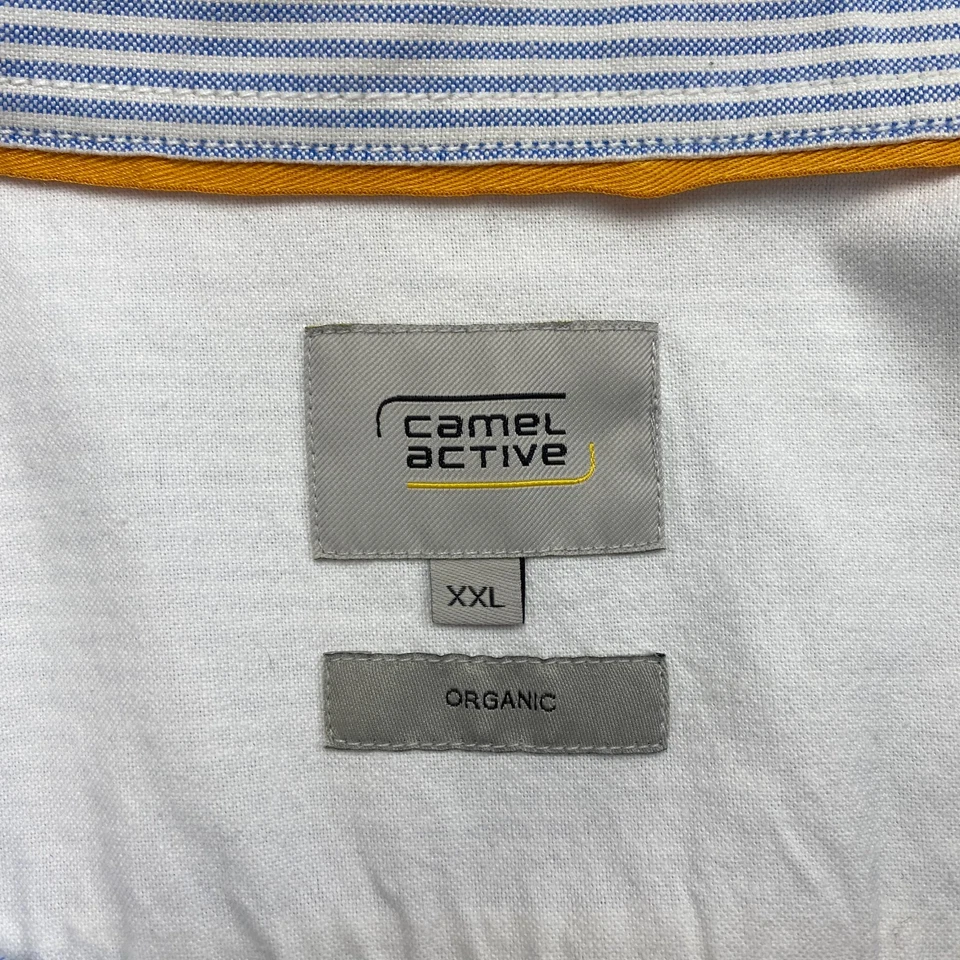 camel
active
XXL
ORGANIC